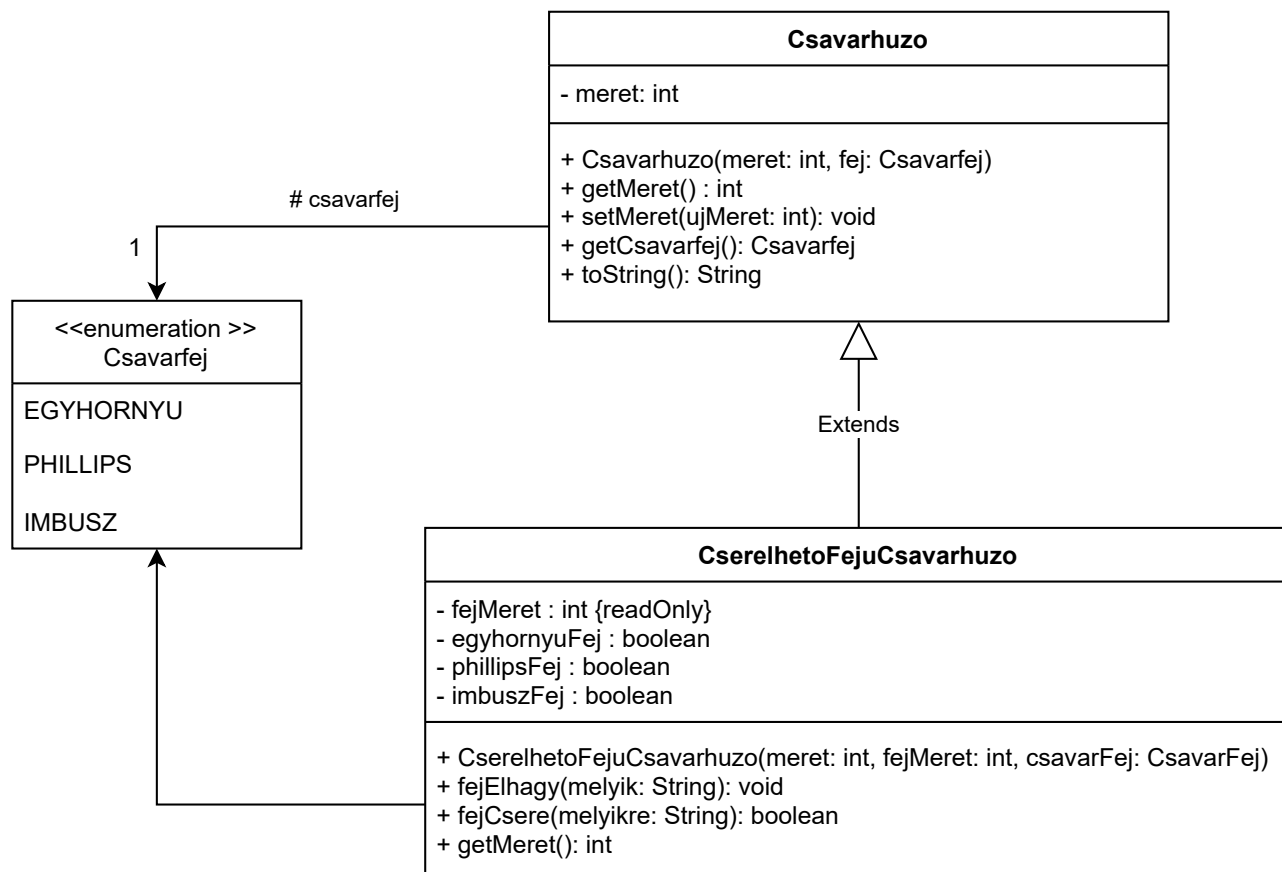 Csavarhuzo
- meret: int
+ Csavarhuzo(meret: int, fej: Csavarfej)
+ getMeret() : int
+ setMeret(ujMeret: int): void
+ getCsavarfej(): Csavarfej
+ toString(): String
# csavarfej
1
<<enumeration >>
Csavarfej
EGYHORNYU
PHILLIPS
IMBUSZ
Extends
CserelhetoFejuCsavarhuzo
- fejMeret : int {readOnly}
- egyhornyuFej : boolean
- phillipsFej : boolean
- imbuszFej : boolean
+ CserelhetoFejuCsavarhuzo(meret: int, fejMeret: int, csavarFej: CsavarFej)
+ fejElhagy(melyik: String): void
+ fejCsere(melyikre: String): boolean
+ getMeret(): int